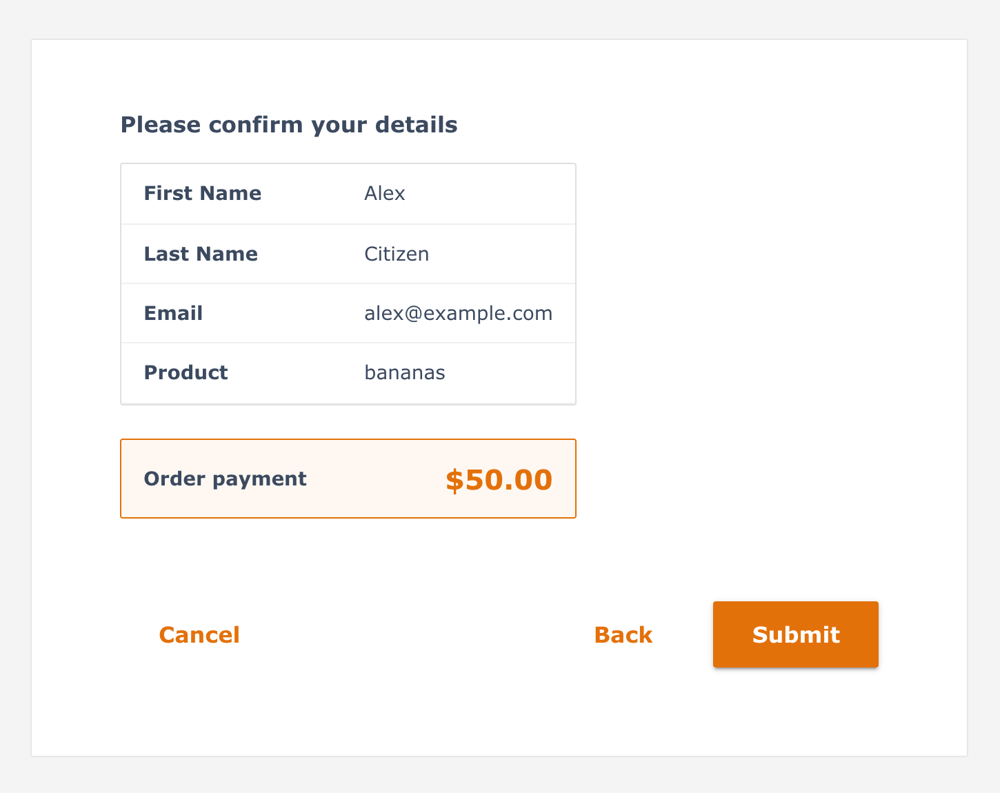 Please confirm your details
First Name Alex
Last Name Citizen
Email alex@example.com
Product bananas
Order payment $50.00
Cancel Back Submit